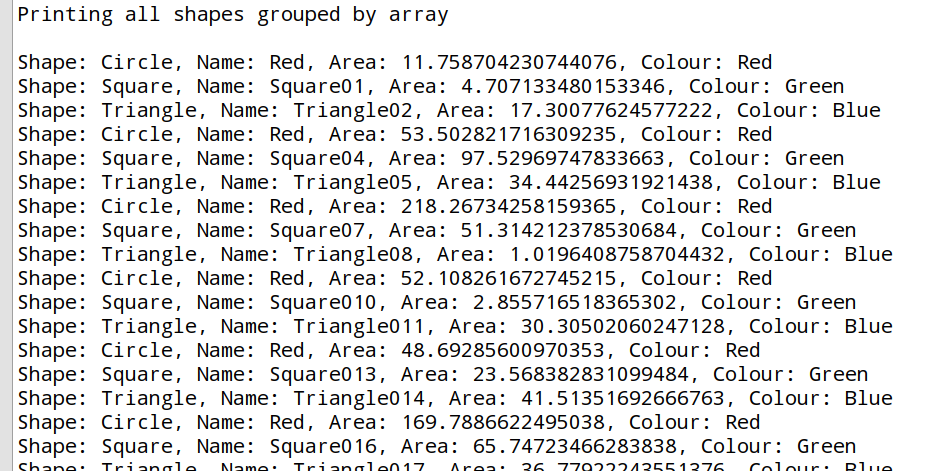 Printing all shapes grouped by array
Shape: Circle, Name: Red, Area: 11.758704230744076, Colour: Red
Shape: Square, Name: Square01, Area: 4.707133480153346, Colour: Green
Shape: Triangle, Name: Triangle02, Area: 17.30077624577222, Colour: Blue
Shape: Circle, Name: Red, Area: 53.502821716309235, Colour: Red
Shape: Square, Name: Square04, Area: 97.52969747833663, Colour: Green
Shape: Triangle, Name: Triangle05, Area: 34.44256931921438, Colour: Blue
Shape: Circle, Name: Red, Area: 218.26734258159365, Colour: Red
Shape: Square, Name: Square07, Area: 51.314212378530684, Colour: Green
Shape: Triangle, Name: Triangle08, Area: 1.0196408758704432, Colour: Blue
Shape: Circle, Name: Red, Area: 52.108261672745215, Colour: Red
Shape: Square, Name: Square010, Area: 2.855716518365302, Colour: Green
Shape: Triangle, Name: Triangle011, Area: 30.30502060247128, Colour: Blue
Shape: Circle, Name: Red, Area: 48.69285600970353, Colour: Red
Shape: Square, Name: Square013, Area: 23.568382831099484, Colour: Green
Shape: Triangle, Name: Triangle014, Area: 41.51351692666763, Colour: Blue
Shape: Circle, Name: Red, Area: 169.7886622495038, Colour: Red
Shape: Square, Name: Square016, Area: 65.74723466283838, Colour: Green
Shape: Triangle, Name: Triangle017, Area: 36.77922243551376, Colour: Blue